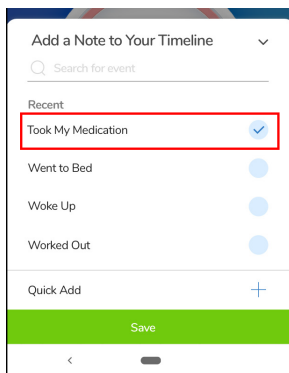 Add a Note to Your Timeline
Search for event
Recent
Took My Medication
Went to Bed
Woke Up
Worked Out
Quick Add
Save